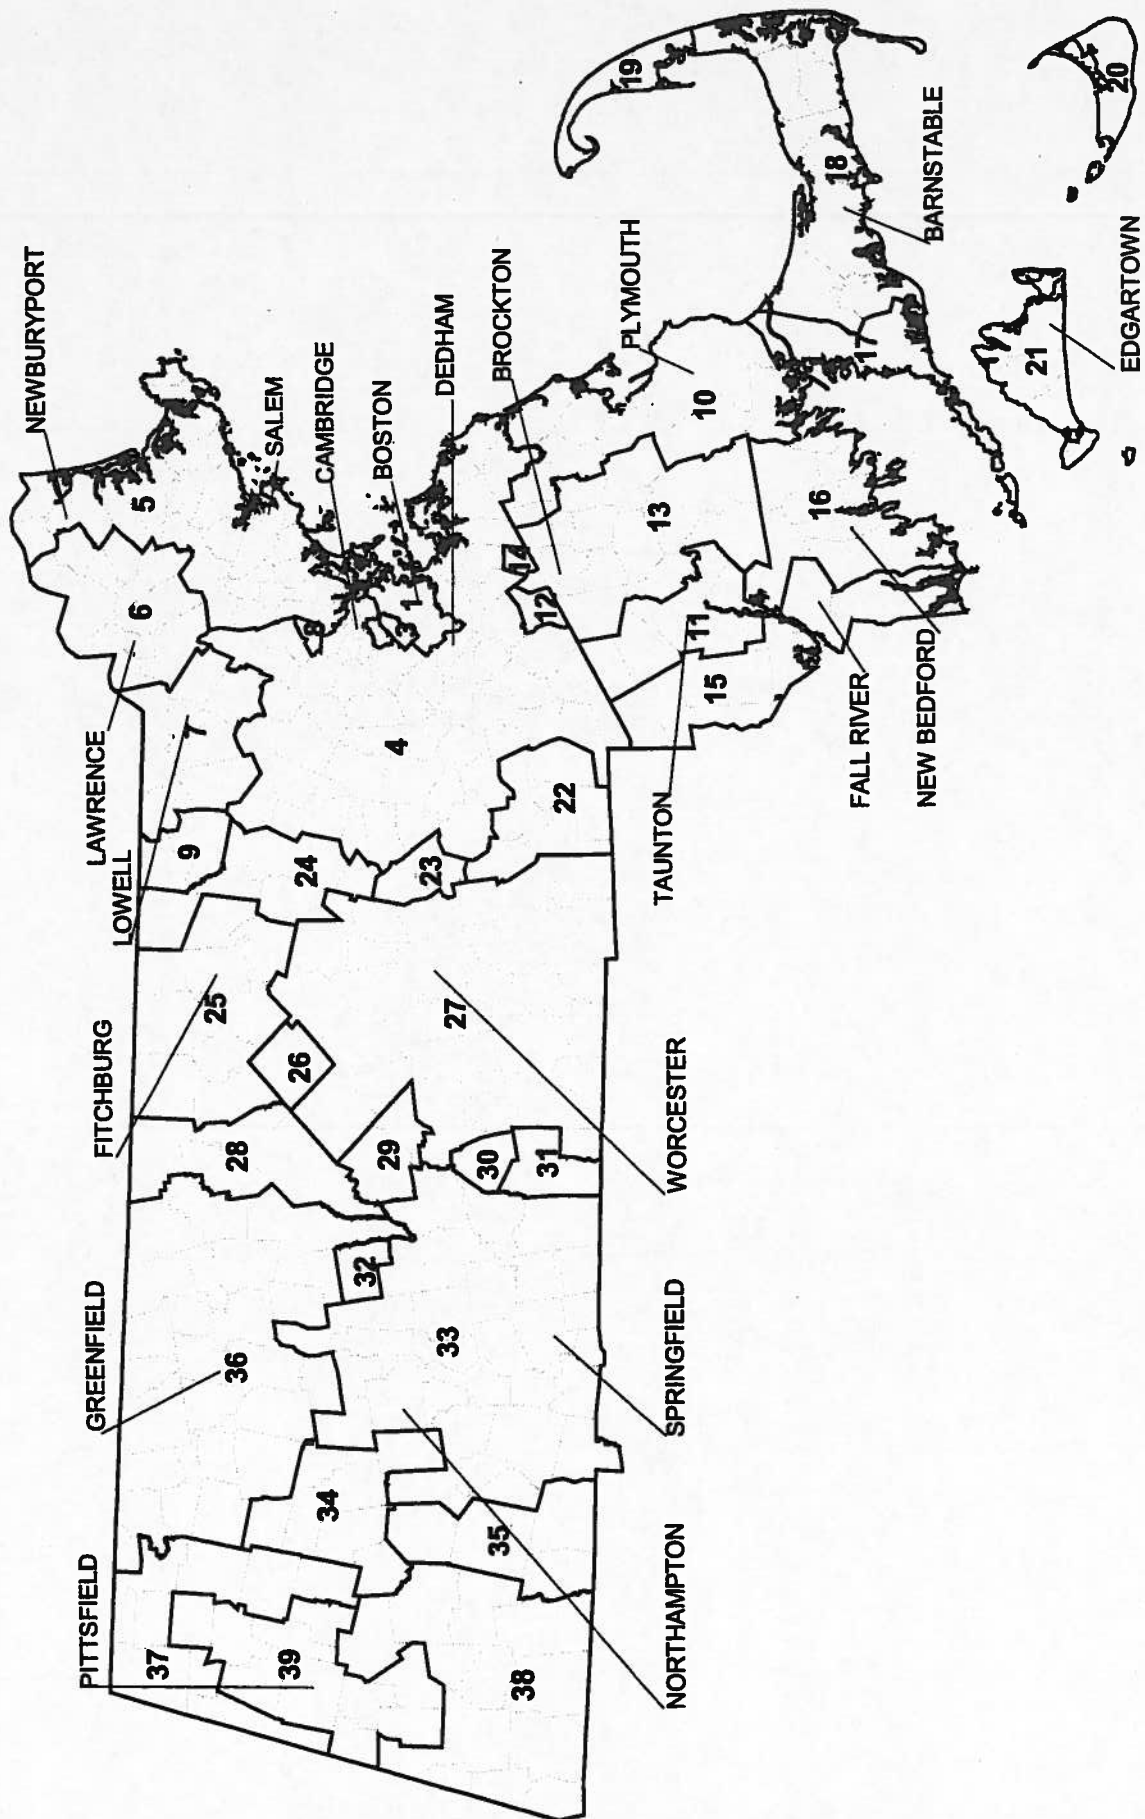 NEWBURYPORT
PITTSFIELD
GREENFIELD
LAWRENCE
FITCHBURG
LOWELL
6
5
37
9
7
25
36
28
SALEM
39
26
24
8
CAMBRIDGE
34
32
BOSTON
29
4
3
1
23
DEDHAM
33
27
30
35
BROCKTON
14
38
12
31
22
PLYMOUTH
19
13
TAUNTON
NORTHAMPTON
SPRINGFIELD
WORCESTER
11
10
15
16
18
FALL RIVER
17
NEW BEDFORD
BARNSTABLE
21
20
EDGARTOWN